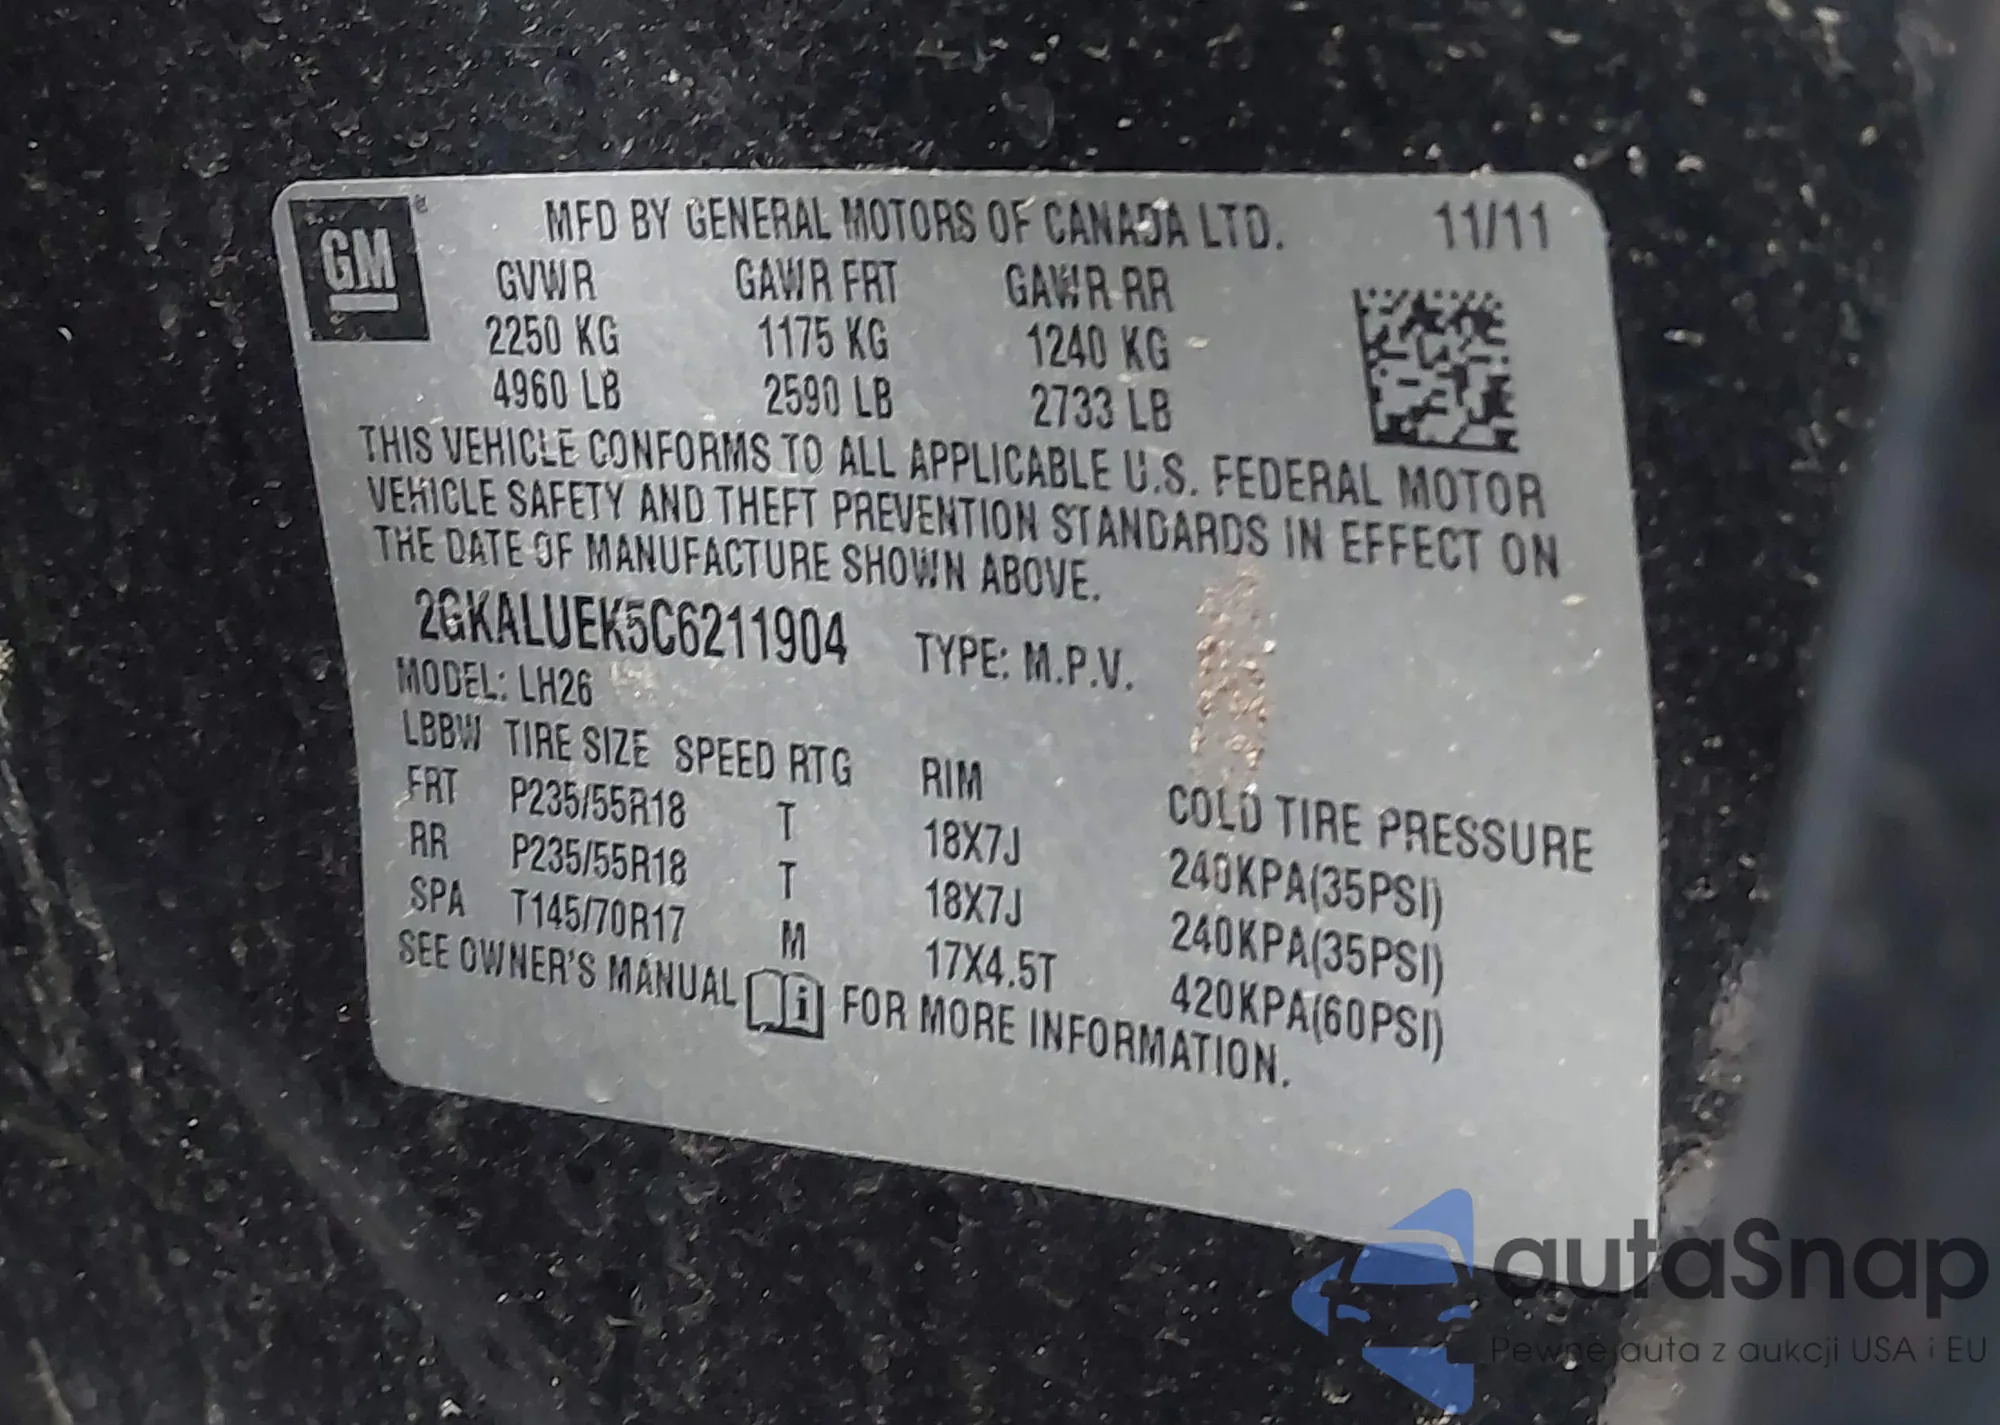 GM®
MFD BY GENERAL MOTORS OF CANADA LTD. 11/11
GVWR GAWR FRT GAWR RR
2250 KG 1175 KG 1240 KG
4960 LB 2590 LB 2733 LB
THIS VEHICLE CONFORMS TO ALL APPLICABLE U.S. FEDERAL MOTOR
VEHICLE SAFETY AND THEFT PREVENTION STANDARDS IN EFFECT ON
THE DATE OF MANUFACTURE SHOWN ABOVE.
2GKALUEK5C6211904 TYPE: M.P.V.
MODEL: LH26
LBBW TIRE SIZE SPEED RTG RIM COLD TIRE PRESSURE
FRT P235/55R18 T 18X7J 240KPA(35PSI)
RR P235/55R18 T 18X7J 240KPA(35PSI)
SPA T145/70R17 M 17X4.5T 420KPA(60PSI)
SEE OWNER'S MANUAL i FOR MORE INFORMATION.
autaSnap
Pewne auta z aukcji USA i EU